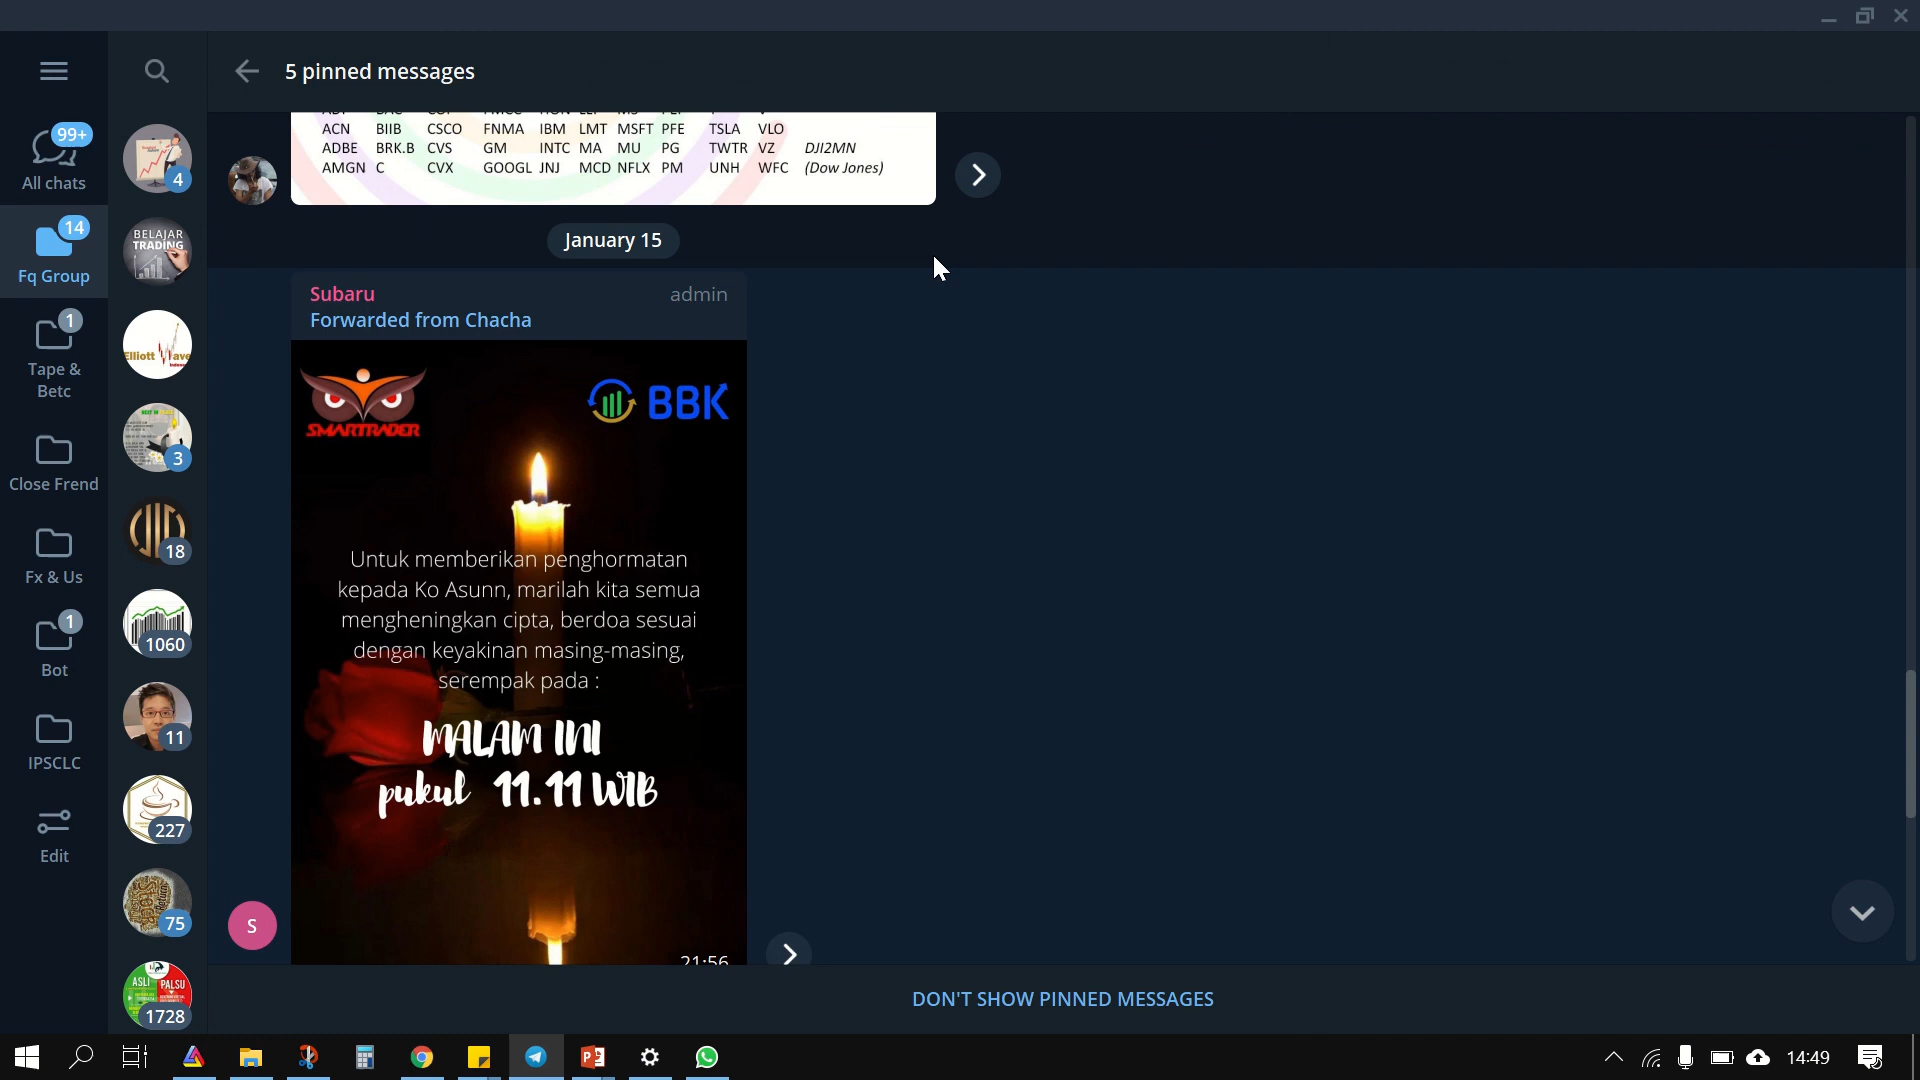 5 pinned messages
99+
All chats
14
Fq Group
1
Tape &
Betc
Close Frend
Fx & Us
1
Bot
IPSCLC
Edit
4
BELAJAR
TRADING
Elliott Wave
3
18
1060
11
227
75
ASLI PALSU
1728
ACN BIIB CSCO FNMA IBM LMT MSFT PFE TSLA VLO
ADBE BRK.B CVS GM INTC MA MU PG TWTR VZ DJI2MN
AMGN C CVX GOOGL JNJ MCD NFLX PM UNH WFC (Dow Jones)
January 15
Subaru admin
Forwarded from Chacha
SMARTRADER
BBK
Untuk memberikan penghormatan
kepada Ko Asunn, marilah kita semua
mengheningkan cipta, berdoa sesuai
dengan keyakinan masing-masing,
serempak pada :
MALAM INI
pukul 11.11 WIB
S
21:56
DON'T SHOW PINNED MESSAGES
14:49